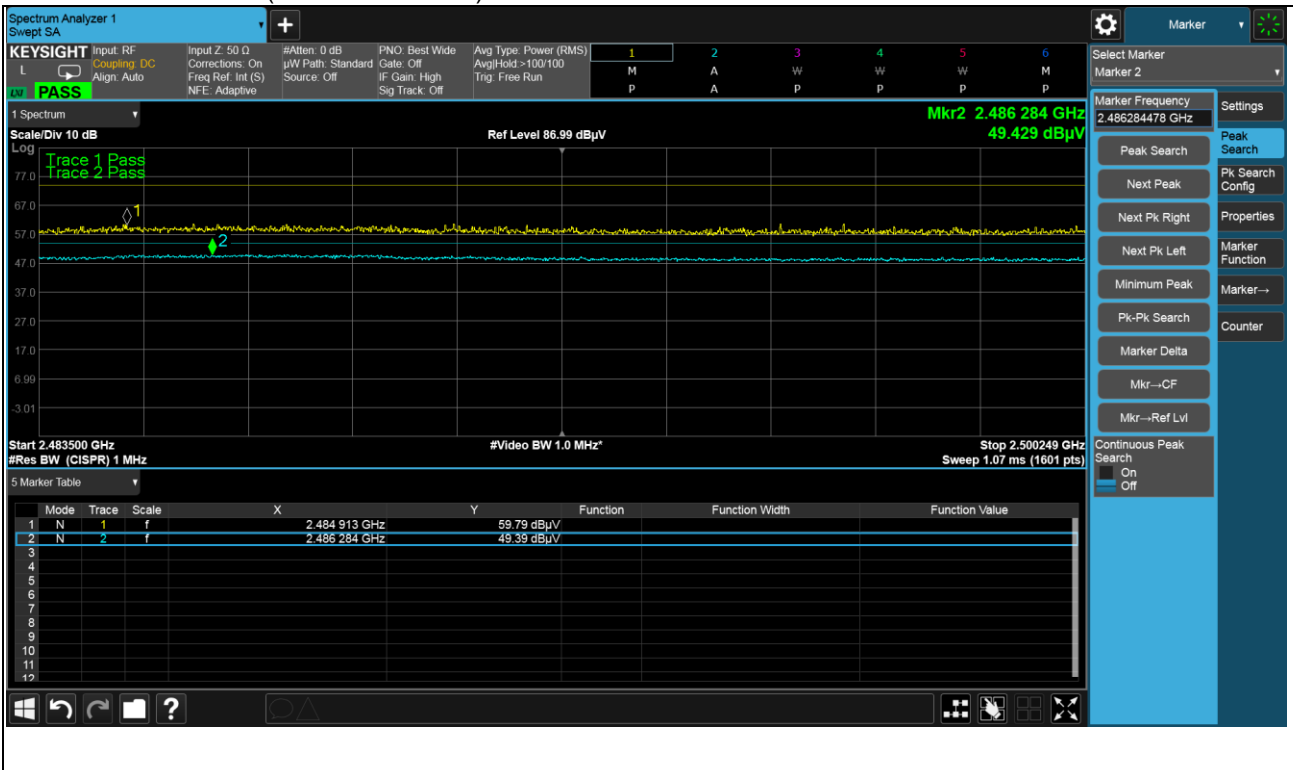 Spectrum Analyzer 1
Swept SA
+
Marker
KEYSIGHT
L
LXI PASS
Input: RF
Coupling: DC
Align: Auto
Input Z: 50 Ω
Corrections: On
Freq Ref: Int (S)
NFE: Adaptive
#Atten: 0 dB
µW Path: Standard
Source: Off
PNO: Best Wide
Gate: Off
IF Gain: High
Sig Track: Off
Avg Type: Power (RMS)
Avg|Hold:>100/100
Trig: Free Run
1 2 3 4 5 6
M A W W W M
P A P P P P
Select Marker
Marker 2
1 Spectrum
Mkr2 2.486 284 GHz
Scale/Div 10 dB
Ref Level 86.99 dBµV
49.429 dBµV
Log
Trace 1 Pass
Trace 2 Pass
77.0
67.0
57.0
47.0
37.0
27.0
17.0
6.99
-3.01
1
2
Start 2.483500 GHz
#Video BW 1.0 MHz*
Stop 2.500249 GHz
#Res BW (CISPR) 1 MHz
Sweep 1.07 ms (1601 pts)
Marker Frequency
2.486284478 GHz
Peak Search
Next Peak
Next Pk Right
Next Pk Left
Minimum Peak
Pk-Pk Search
Marker Delta
Mkr→CF
Mkr→Ref Lvl
Continuous Peak
Search
On
Off
Settings
Peak
Search
Pk Search
Config
Properties
Marker
Function
Marker→
Counter
5 Marker Table
Mode Trace Scale X Y Function Function Width Function Value
1 N 1 f 2.484 913 GHz 59.79 dBµV
2 N 2 f 2.486 284 GHz 49.39 dBµV
3
4
5
6
7
8
9
10
11
12
?